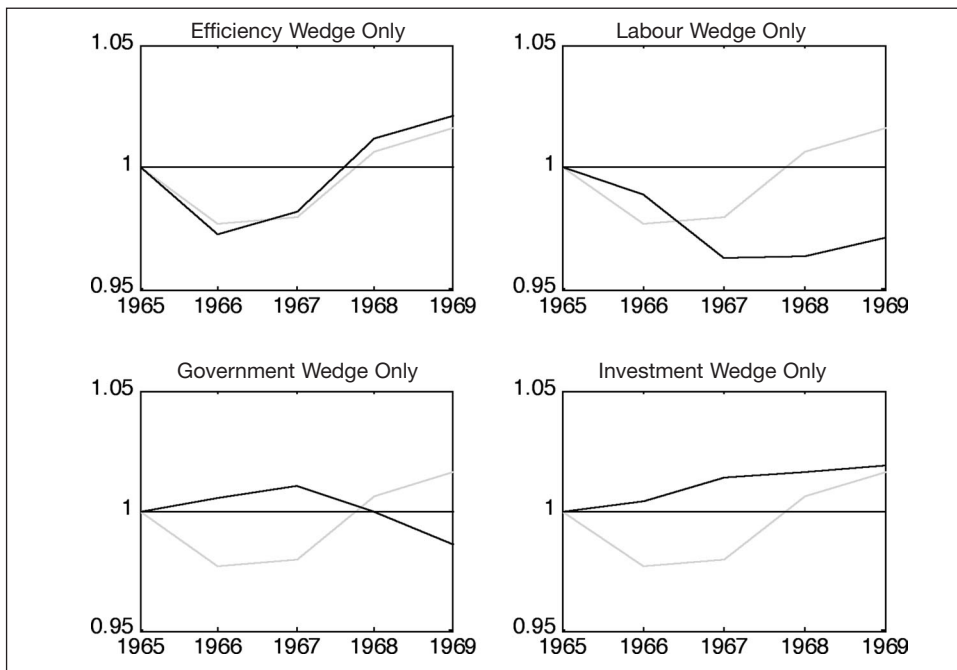 Efficiency Wedge Only
Labour Wedge Only
1.05
1
0.95
1965 1966 1967 1968 1969
1.05
1
0.95
1965 1966 1967 1968 1969
Government Wedge Only
Investment Wedge Only
1.05
1
0.95
1965 1966 1967 1968 1969
1.05
1
0.95
1965 1966 1967 1968 1969